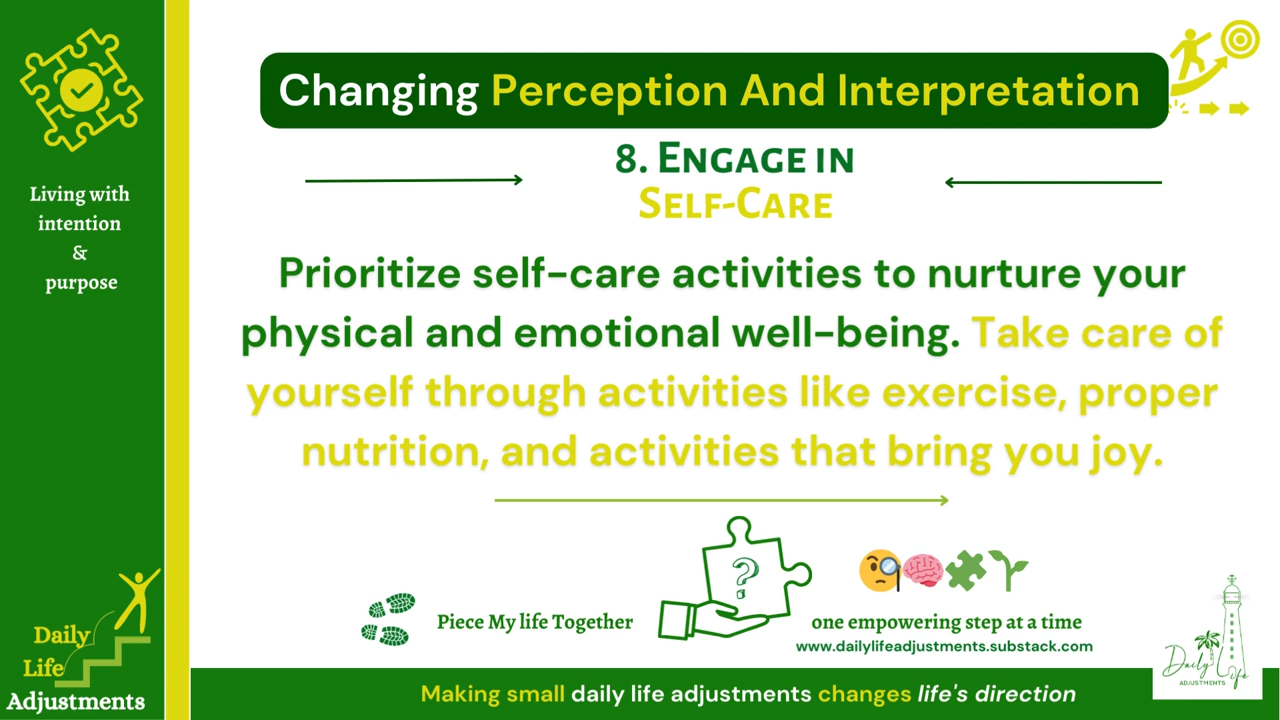 Changing Perception And Interpretation
8. Engage in
Self-Care
Living with
intention
&
purpose
Prioritize self-care activities to nurture your
physical and emotional well-being. Take care of
yourself through activities like exercise, proper
nutrition, and activities that bring you joy.
?
Piece My life Together
one empowering step at a time
www.dailylifeadjustments.substack.com
Daily
Life
Adjustments
Daily Life
ADJUSTMENTS
Making small daily life adjustments changes life's direction